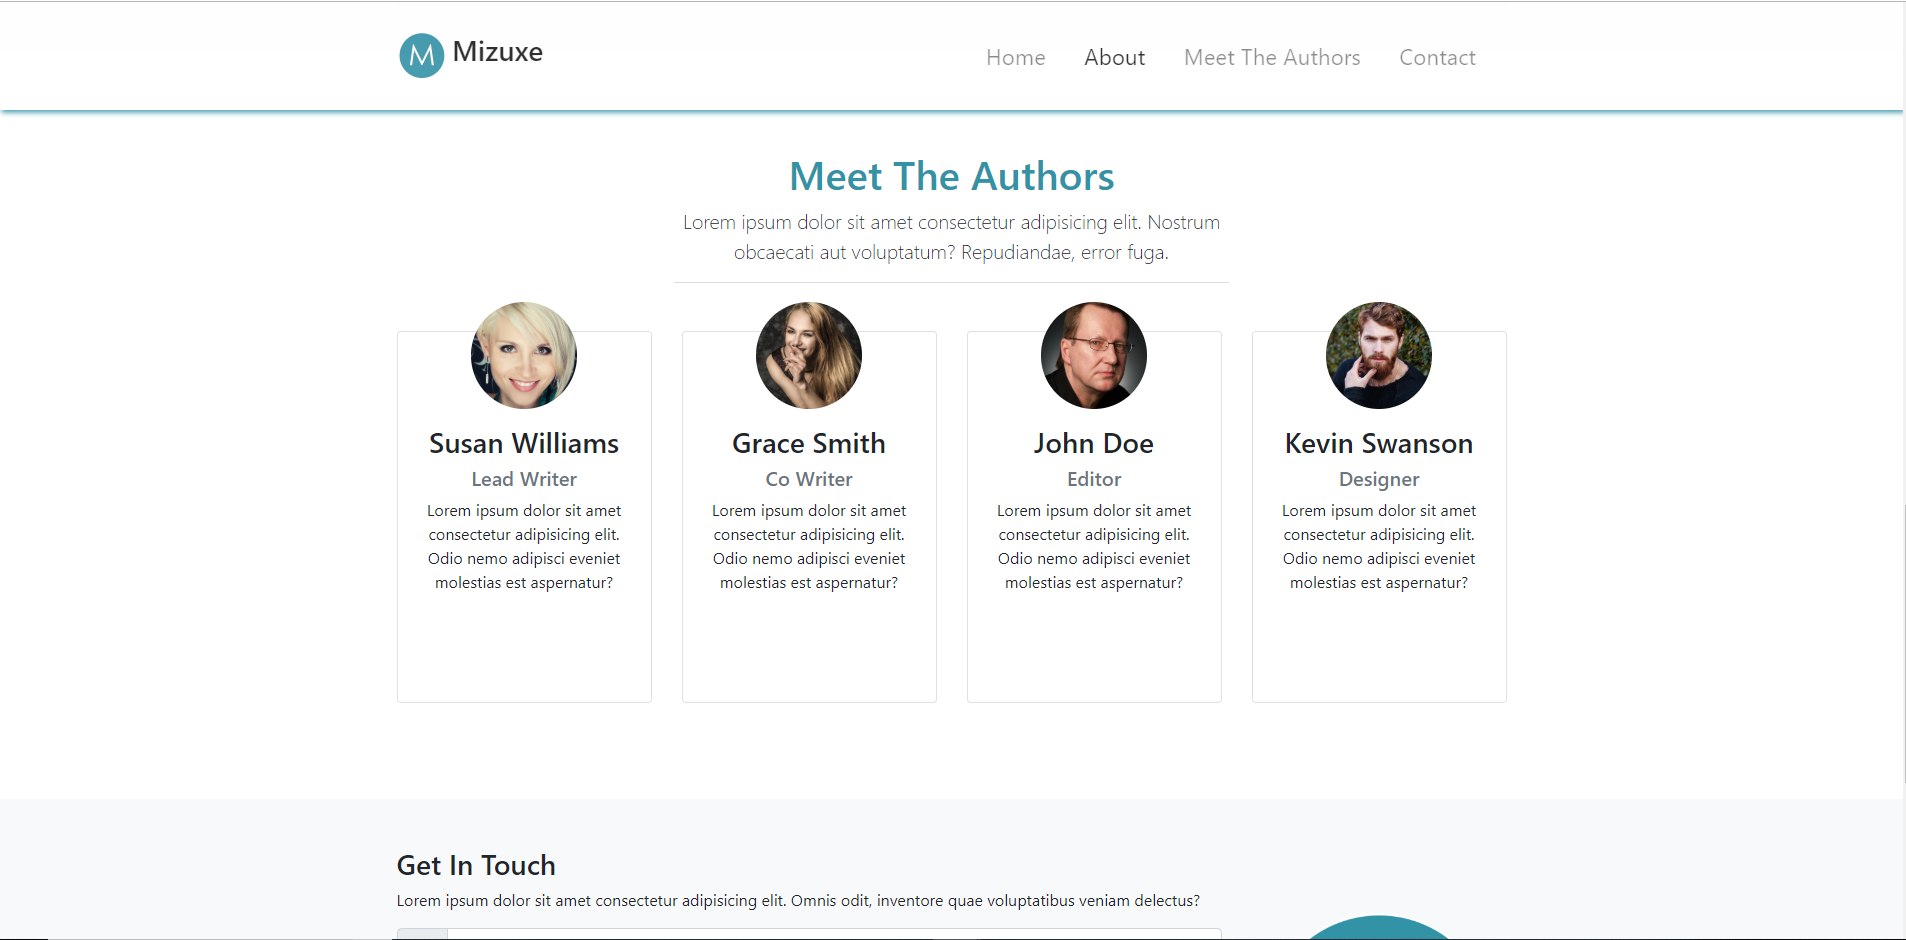 M Mizuxe
Home About Meet The Authors Contact
Meet The Authors
Lorem ipsum dolor sit amet consectetur adipisicing elit. Nostrum
obcaecati aut voluptatum? Repudiandae, error fuga.
Susan Williams
Lead Writer
Lorem ipsum dolor sit amet
consectetur adipisicing elit.
Odio nemo adipisci eveniet
molestias est aspernatur?
Grace Smith
Co Writer
Lorem ipsum dolor sit amet
consectetur adipisicing elit.
Odio nemo adipisci eveniet
molestias est aspernatur?
John Doe
Editor
Lorem ipsum dolor sit amet
consectetur adipisicing elit.
Odio nemo adipisci eveniet
molestias est aspernatur?
Kevin Swanson
Designer
Lorem ipsum dolor sit amet
consectetur adipisicing elit.
Odio nemo adipisci eveniet
molestias est aspernatur?
Get In Touch
Lorem ipsum dolor sit amet consectetur adipisicing elit. Omnis odit, inventore quae voluptatibus veniam delectus?